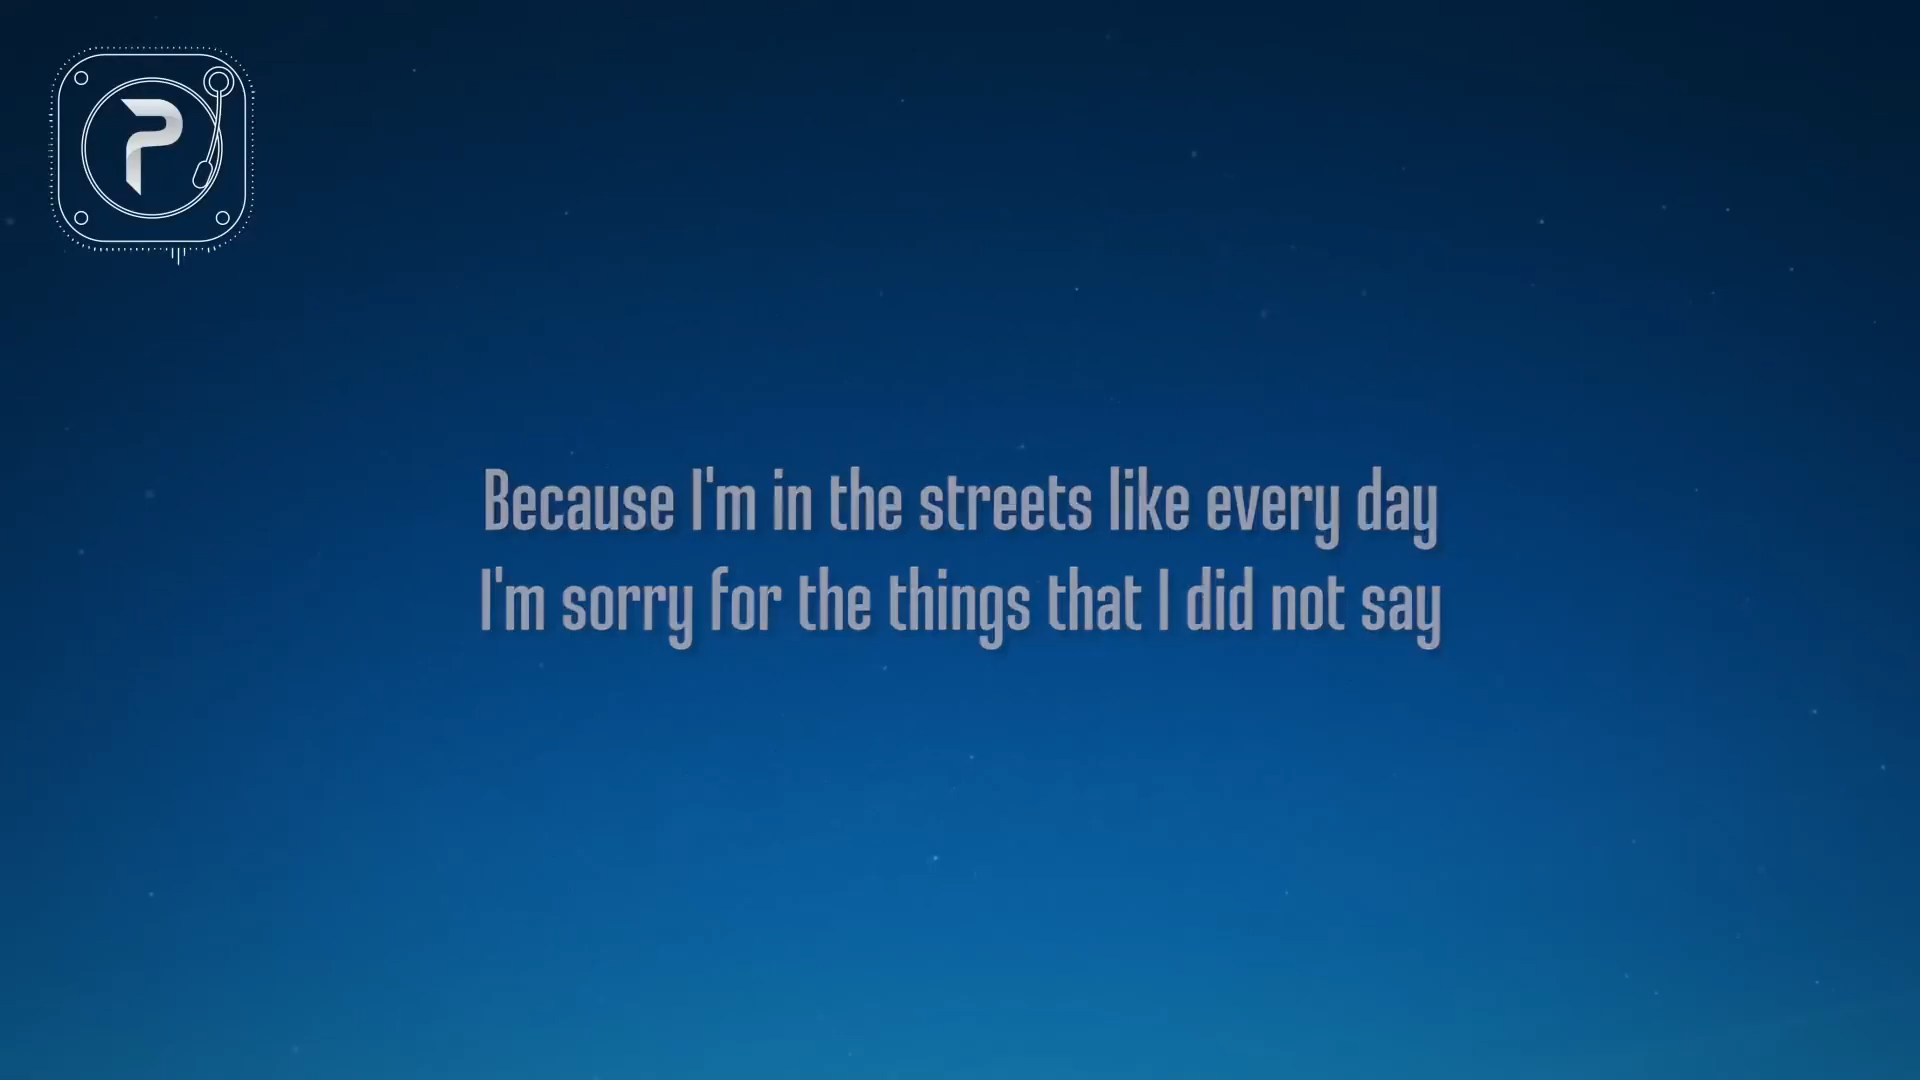 P
Because I'm in the streets like every day
I'm sorry for the things that I did not say